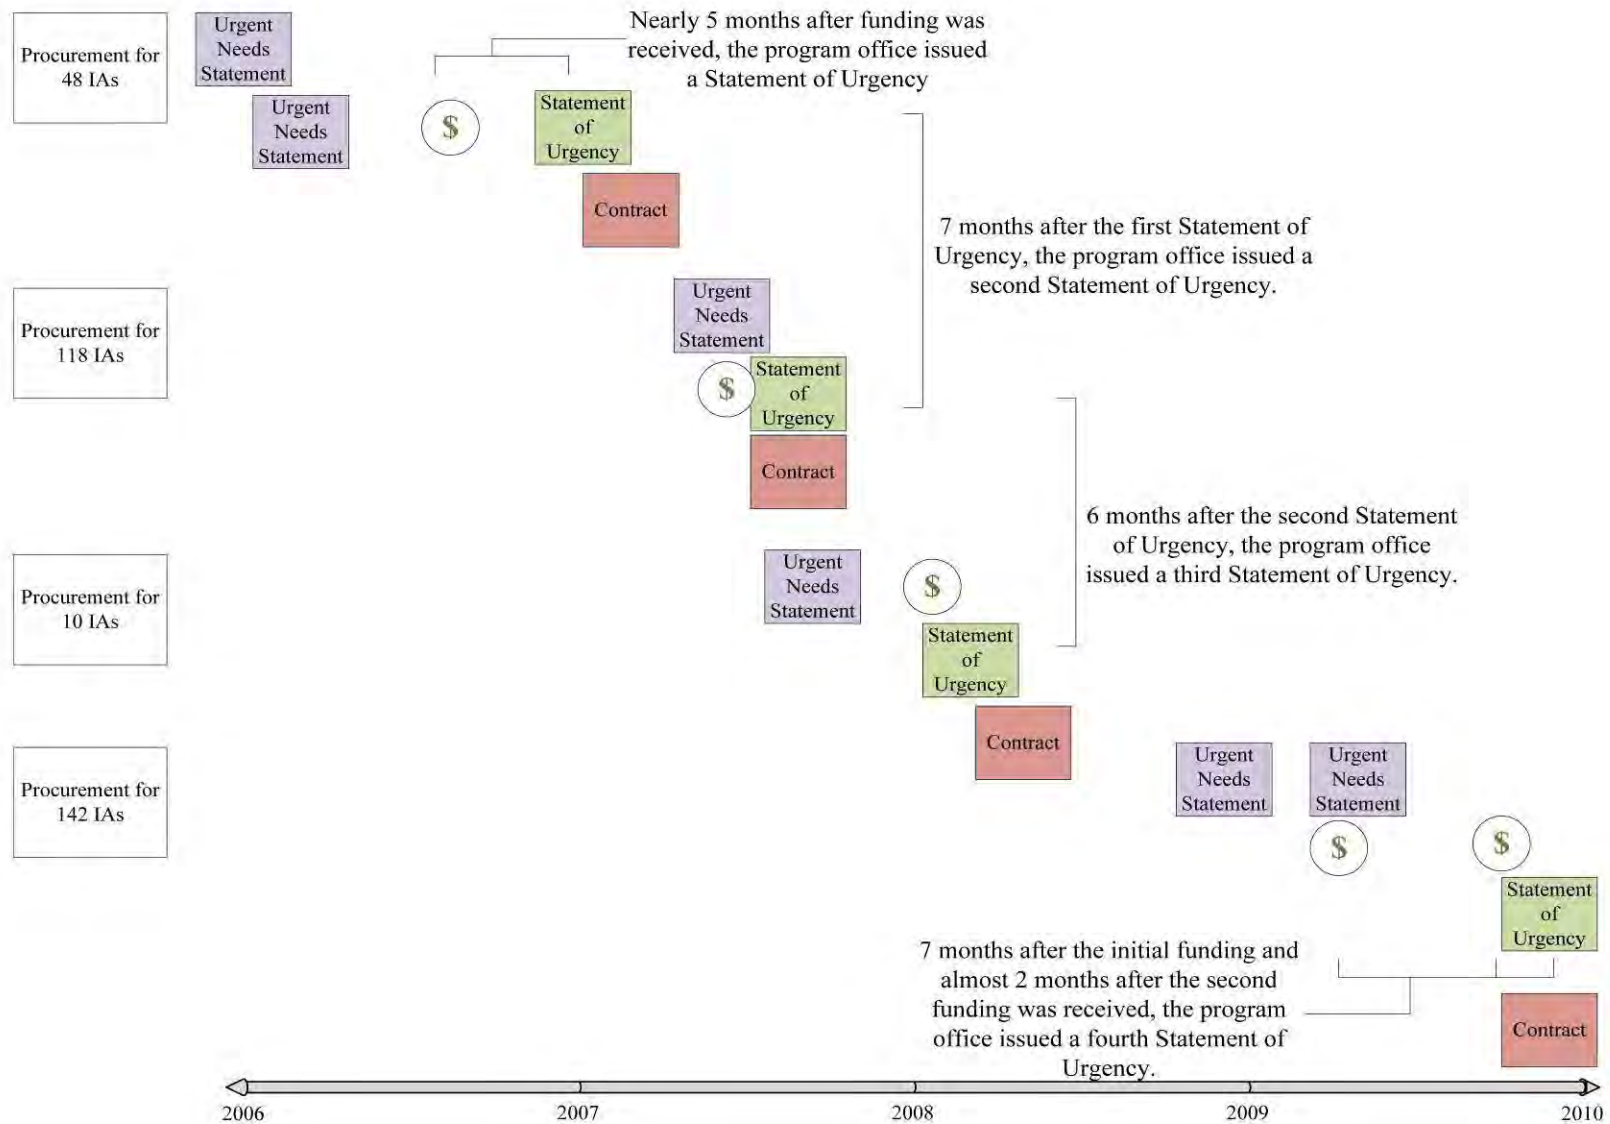 Procurement for
48 IAs
Urgent
Needs
Statement
Urgent
Needs
Statement
$
Nearly 5 months after funding was
received, the program office issued
a Statement of Urgency
Statement
of
Urgency
Contract
7 months after the first Statement of
Urgency, the program office issued a
second Statement of Urgency.
Procurement for
118 IAs
Urgent
Needs
Statement
$
Statement
of
Urgency
Contract
6 months after the second Statement
of Urgency, the program office
issued a third Statement of Urgency.
Procurement for
10 IAs
Urgent
Needs
Statement
$
Statement
of
Urgency
Contract
Procurement for
142 IAs
Urgent
Needs
Statement
Urgent
Needs
Statement
$
$
Statement
of
Urgency
7 months after the initial funding and
almost 2 months after the second
funding was received, the program
office issued a fourth Statement of
Urgency.
Contract
2006
2007
2008
2009
2010